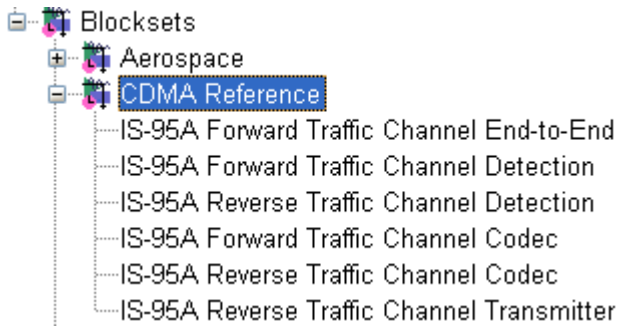 Blocksets
Aerospace
CDMA Reference
IS-95A Forward Traffic Channel End-to-End
IS-95A Forward Traffic Channel Detection
IS-95A Reverse Traffic Channel Detection
IS-95A Forward Traffic Channel Codec
IS-95A Reverse Traffic Channel Codec
IS-95A Reverse Traffic Channel Transmitter